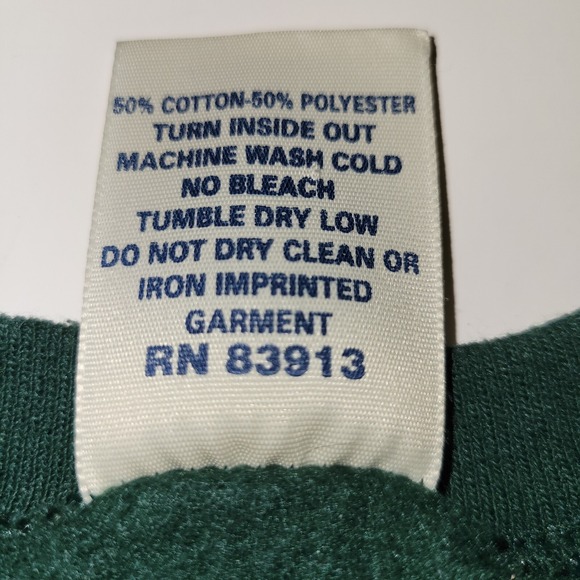 50% COTTON-50% POLYESTER
TURN INSIDE OUT
MACHINE WASH COLD
NO BLEACH
TUMBLE DRY LOW
DO NOT DRY CLEAN OR
IRON IMPRINTED
GARMENT
RN 83913